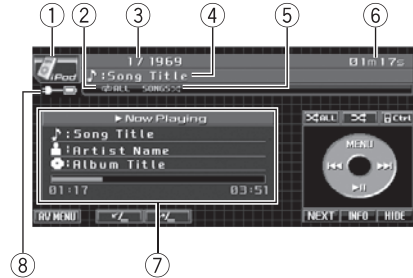 ① ② ③ ④ ⑤ ⑥
iPod 17 1969 01m17s
:Song Title
ALL SONGS
►Now Playing
:Song Title
:Artist Name
:Album Title
01:17 03:51
ALL Ctrl
MENU
NEXT INFO HIDE
AV MENU
⑧ ⑦